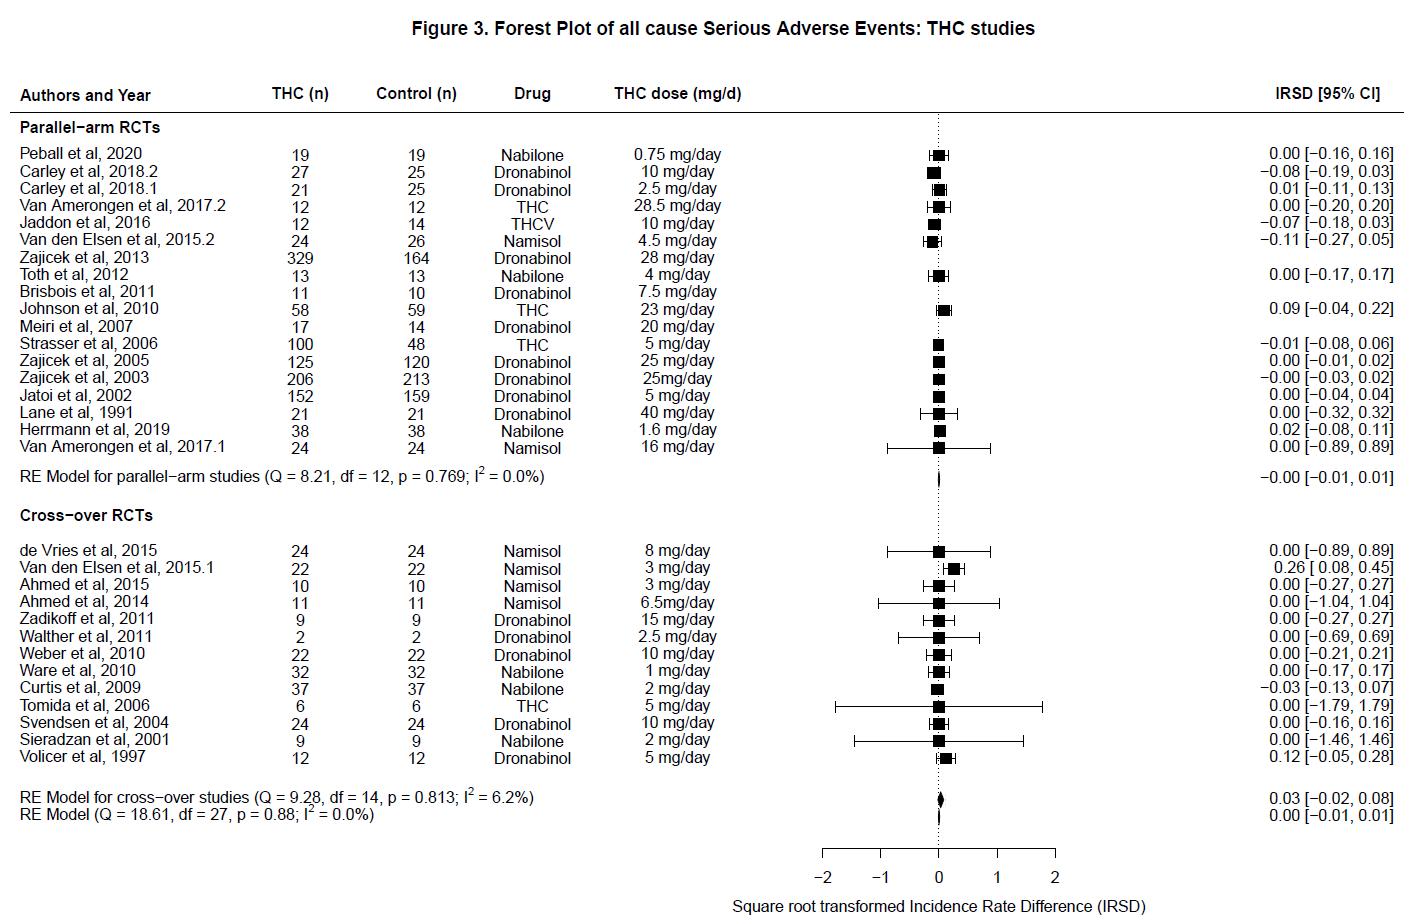 Figure 3. Forest Plot of all cause Serious Adverse Events: THC studies
Authors and Year THC (n) Control (n) Drug THC dose (mg/d) IRSD [95% CI]
Parallel−arm RCTs
Peball et al, 2020 19 19 Nabilone 0.75 mg/day 0.00 [−0.16, 0.16]
Carley et al, 2018.2 27 25 Dronabinol 10 mg/day −0.08 [−0.19, 0.03]
Carley et al, 2018.1 21 25 Dronabinol 2.5 mg/day 0.01 [−0.11, 0.13]
Van Amerongen et al, 2017.2 12 12 THC 28.5 mg/day 0.00 [−0.20, 0.20]
Jaddon et al, 2016 12 14 THCV 10 mg/day −0.07 [−0.18, 0.03]
Van den Elsen et al, 2015.2 24 26 Namisol 4.5 mg/day −0.11 [−0.27, 0.05]
Zajicek et al, 2013 329 164 Dronabinol 28 mg/day
Toth et al, 2012 13 13 Nabilone 4 mg/day 0.00 [−0.17, 0.17]
Brisbois et al, 2011 11 10 Dronabinol 7.5 mg/day
Johnson et al, 2010 58 59 THC 23 mg/day 0.09 [−0.04, 0.22]
Meiri et al, 2007 17 14 Dronabinol 20 mg/day
Strasser et al, 2006 100 48 THC 5 mg/day −0.01 [−0.08, 0.06]
Zajicek et al, 2005 125 120 Dronabinol 25 mg/day 0.00 [−0.01, 0.02]
Zajicek et al, 2003 206 213 Dronabinol 25mg/day −0.00 [−0.03, 0.02]
Jatoi et al, 2002 152 159 Dronabinol 5 mg/day 0.00 [−0.04, 0.04]
Lane et al, 1991 21 21 Dronabinol 40 mg/day 0.00 [−0.32, 0.32]
Herrmann et al, 2019 38 38 Nabilone 1.6 mg/day 0.02 [−0.08, 0.11]
Van Amerongen et al, 2017.1 24 24 Namisol 16 mg/day 0.00 [−0.89, 0.89]
RE Model for parallel−arm studies (Q = 8.21, df = 12, p = 0.769; I2 = 0.0%) −0.00 [−0.01, 0.01]
Cross−over RCTs
de Vries et al, 2015 24 24 Namisol 8 mg/day 0.00 [−0.89, 0.89]
Van den Elsen et al, 2015.1 22 22 Namisol 3 mg/day 0.26 [ 0.08, 0.45]
Ahmed et al, 2015 10 10 Namisol 3 mg/day 0.00 [−0.27, 0.27]
Ahmed et al, 2014 11 11 Namisol 6.5mg/day 0.00 [−1.04, 1.04]
Zadikoff et al, 2011 9 9 Dronabinol 15 mg/day 0.00 [−0.27, 0.27]
Walther et al, 2011 2 2 Dronabinol 2.5 mg/day 0.00 [−0.69, 0.69]
Weber et al, 2010 22 22 Dronabinol 10 mg/day 0.00 [−0.21, 0.21]
Ware et al, 2010 32 32 Nabilone 1 mg/day 0.00 [−0.17, 0.17]
Curtis et al, 2009 37 37 Nabilone 2 mg/day −0.03 [−0.13, 0.07]
Tomida et al, 2006 6 6 THC 5 mg/day 0.00 [−1.79, 1.79]
Svendsen et al, 2004 24 24 Dronabinol 10 mg/day 0.00 [−0.16, 0.16]
Sieradzan et al, 2001 9 9 Nabilone 2 mg/day 0.00 [−1.46, 1.46]
Volicer et al, 1997 12 12 Dronabinol 5 mg/day 0.12 [−0.05, 0.28]
RE Model for cross−over studies (Q = 9.28, df = 14, p = 0.813; I2 = 6.2%) 0.03 [−0.02, 0.08]
RE Model (Q = 18.61, df = 27, p = 0.88; I2 = 0.0%) 0.00 [−0.01, 0.01]
−2 −1 0 1 2
Square root transformed Incidence Rate Difference (IRSD)